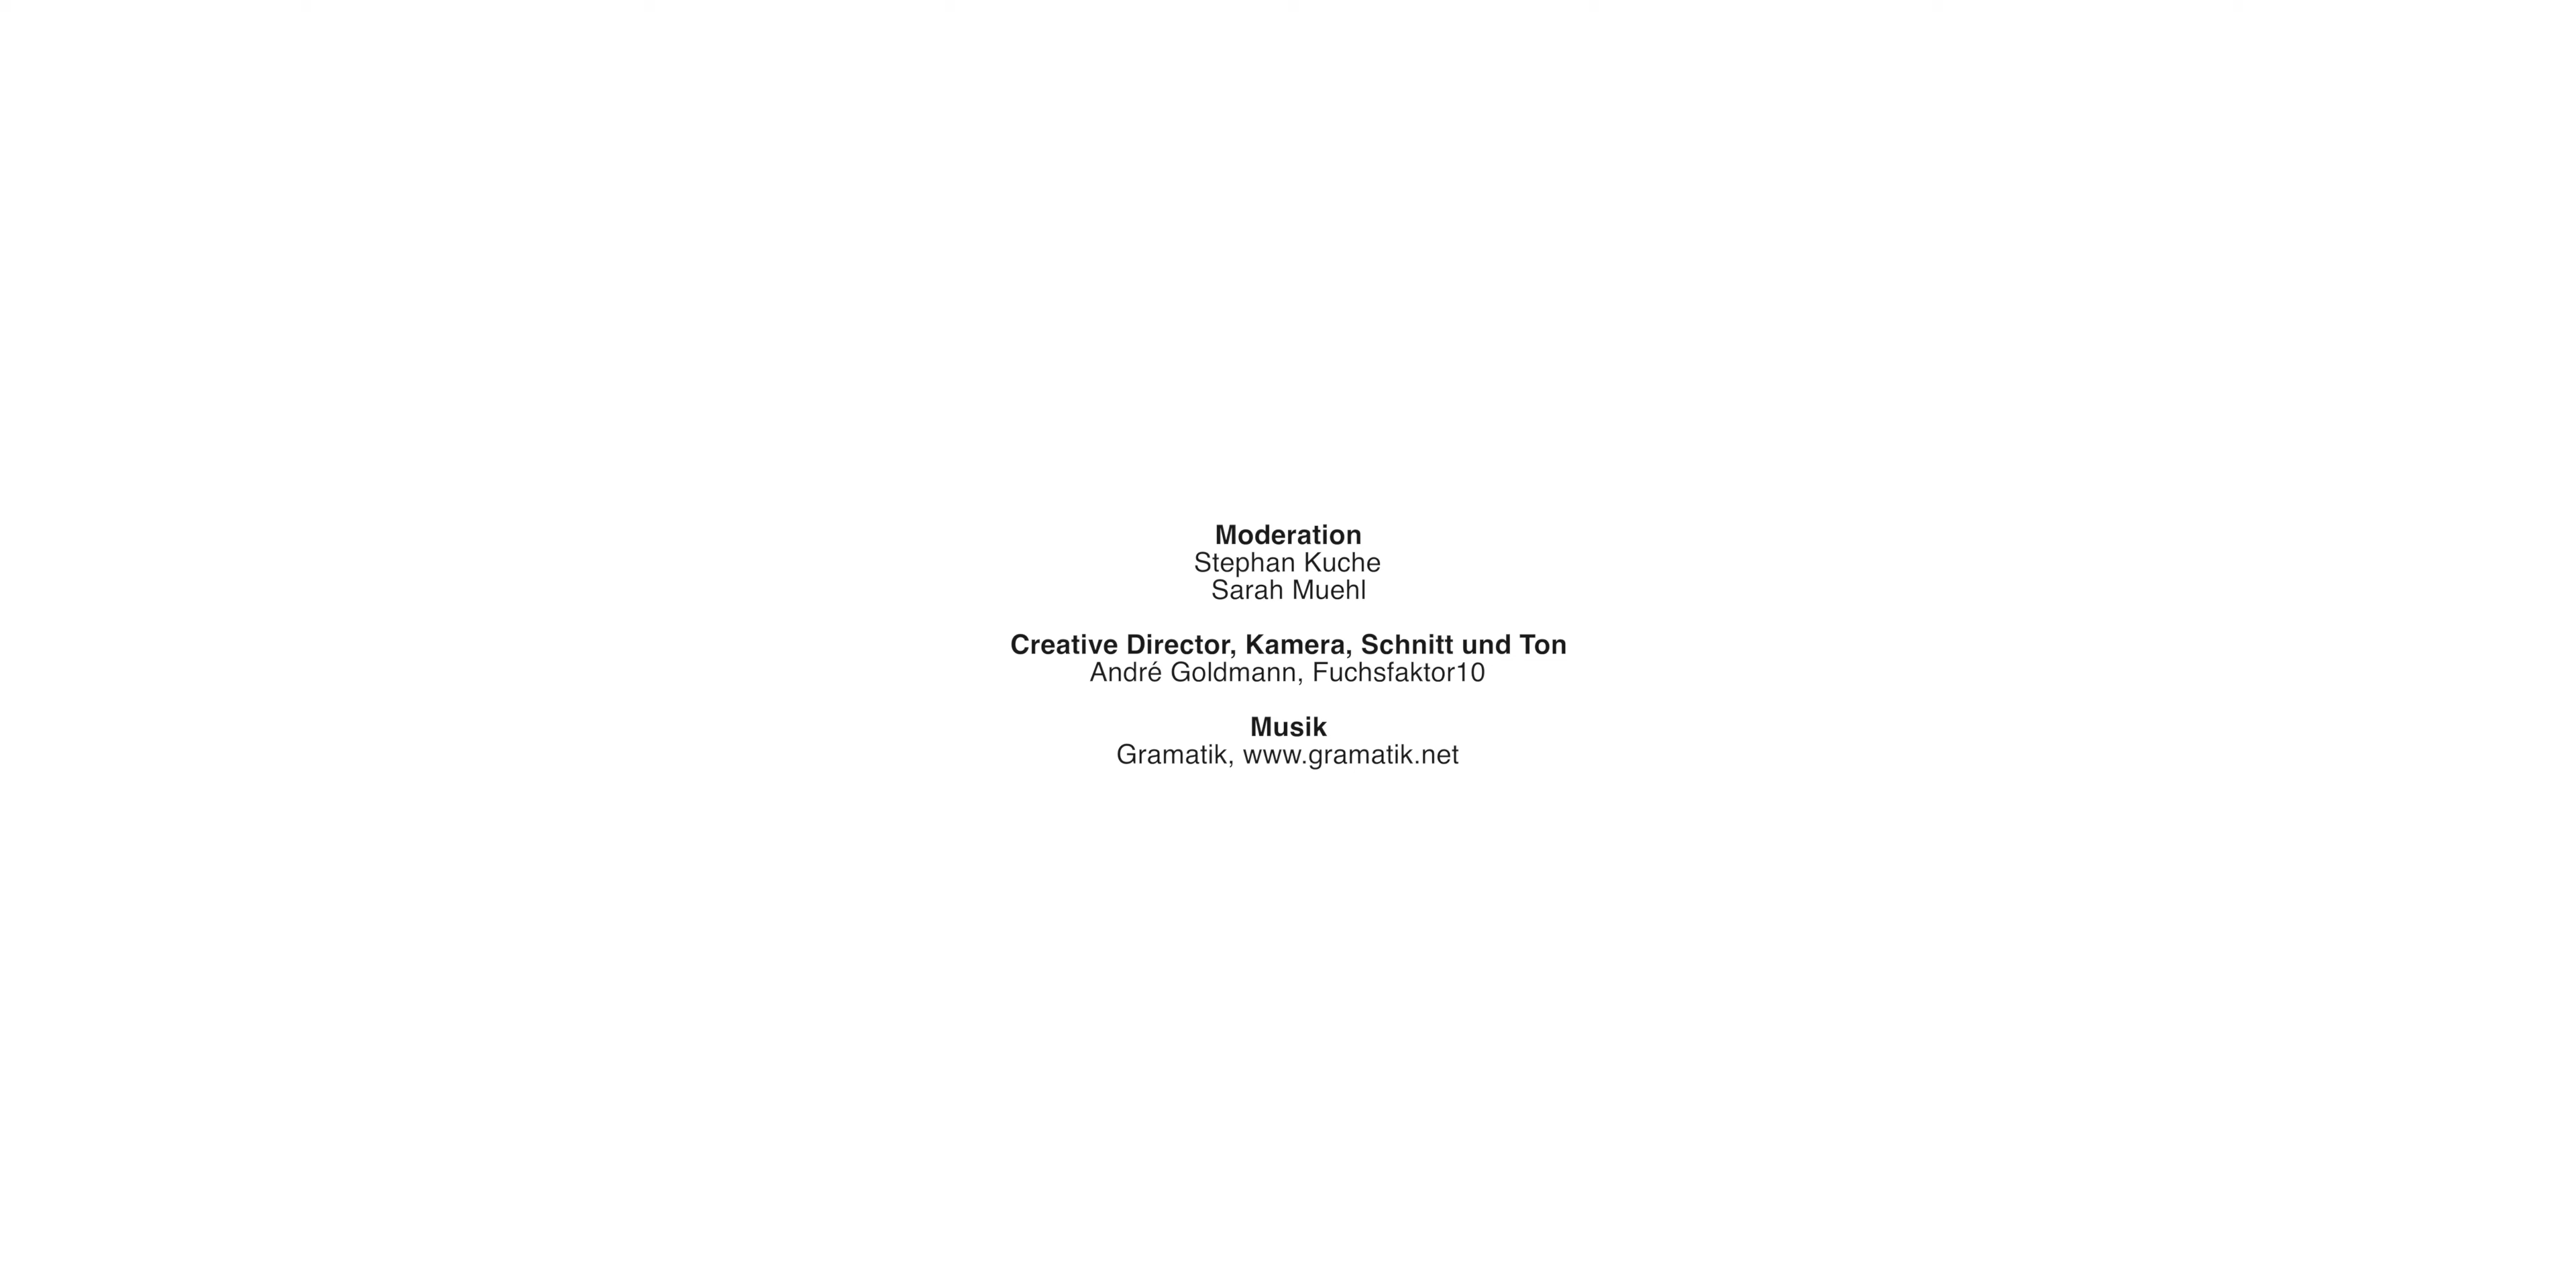 Moderation
Stephan Kuche
Sarah Muehl
Creative Director, Kamera, Schnitt und Ton
André Goldmann, Fuchsfaktor10
Musik
Gramatik, www.gramatik.net